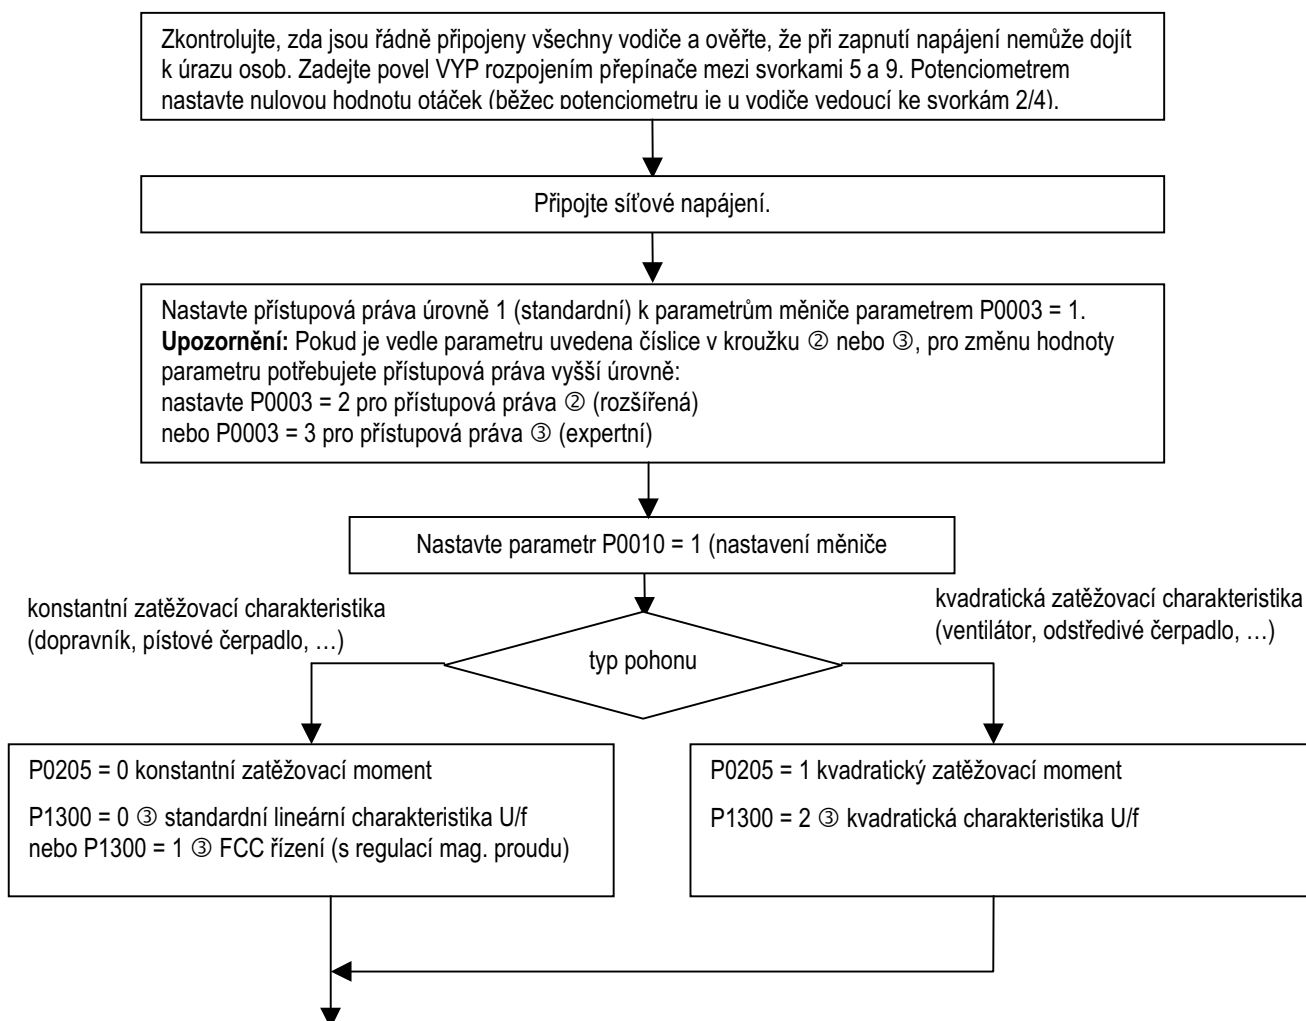 Zkontrolujte, zda jsou řádně připojeny všechny vodiče a ověřte, že při zapnutí napájení nemůže dojít
k úrazu osob. Zadejte povel VYP rozpojením přepínače mezi svorkami 5 a 9. Potenciometrem
nastavte nulovou hodnotu otáček (běžec potenciometru je u vodiče vedoucí ke svorkám 2/4).
Připojte síťové napájení.
Nastavte přístupová práva úrovně 1 (standardní) k parametrům měniče parametrem P0003 = 1.
Upozornění: Pokud je vedle parametru uvedena číslice v kroužku ② nebo ③, pro změnu hodnoty
parametru potřebujete přístupová práva vyšší úrovně:
nastavte P0003 = 2 pro přístupová práva ② (rozšířená)
nebo P0003 = 3 pro přístupová práva ③ (expertní)
Nastavte parametr P0010 = 1 (nastavení měniče
konstantní zatěžovací charakteristika
(dopravník, pístové čerpadlo, …)
kvadratická zatěžovací charakteristika
(ventilátor, odstředivé čerpadlo, …)
typ pohonu
P0205 = 0 konstantní zatěžovací moment
P1300 = 0 ③ standardní lineární charakteristika U/f
nebo P1300 = 1 ③ FCC řízení (s regulací mag. proudu)
P0205 = 1 kvadratický zatěžovací moment
P1300 = 2 ③ kvadratická charakteristika U/f